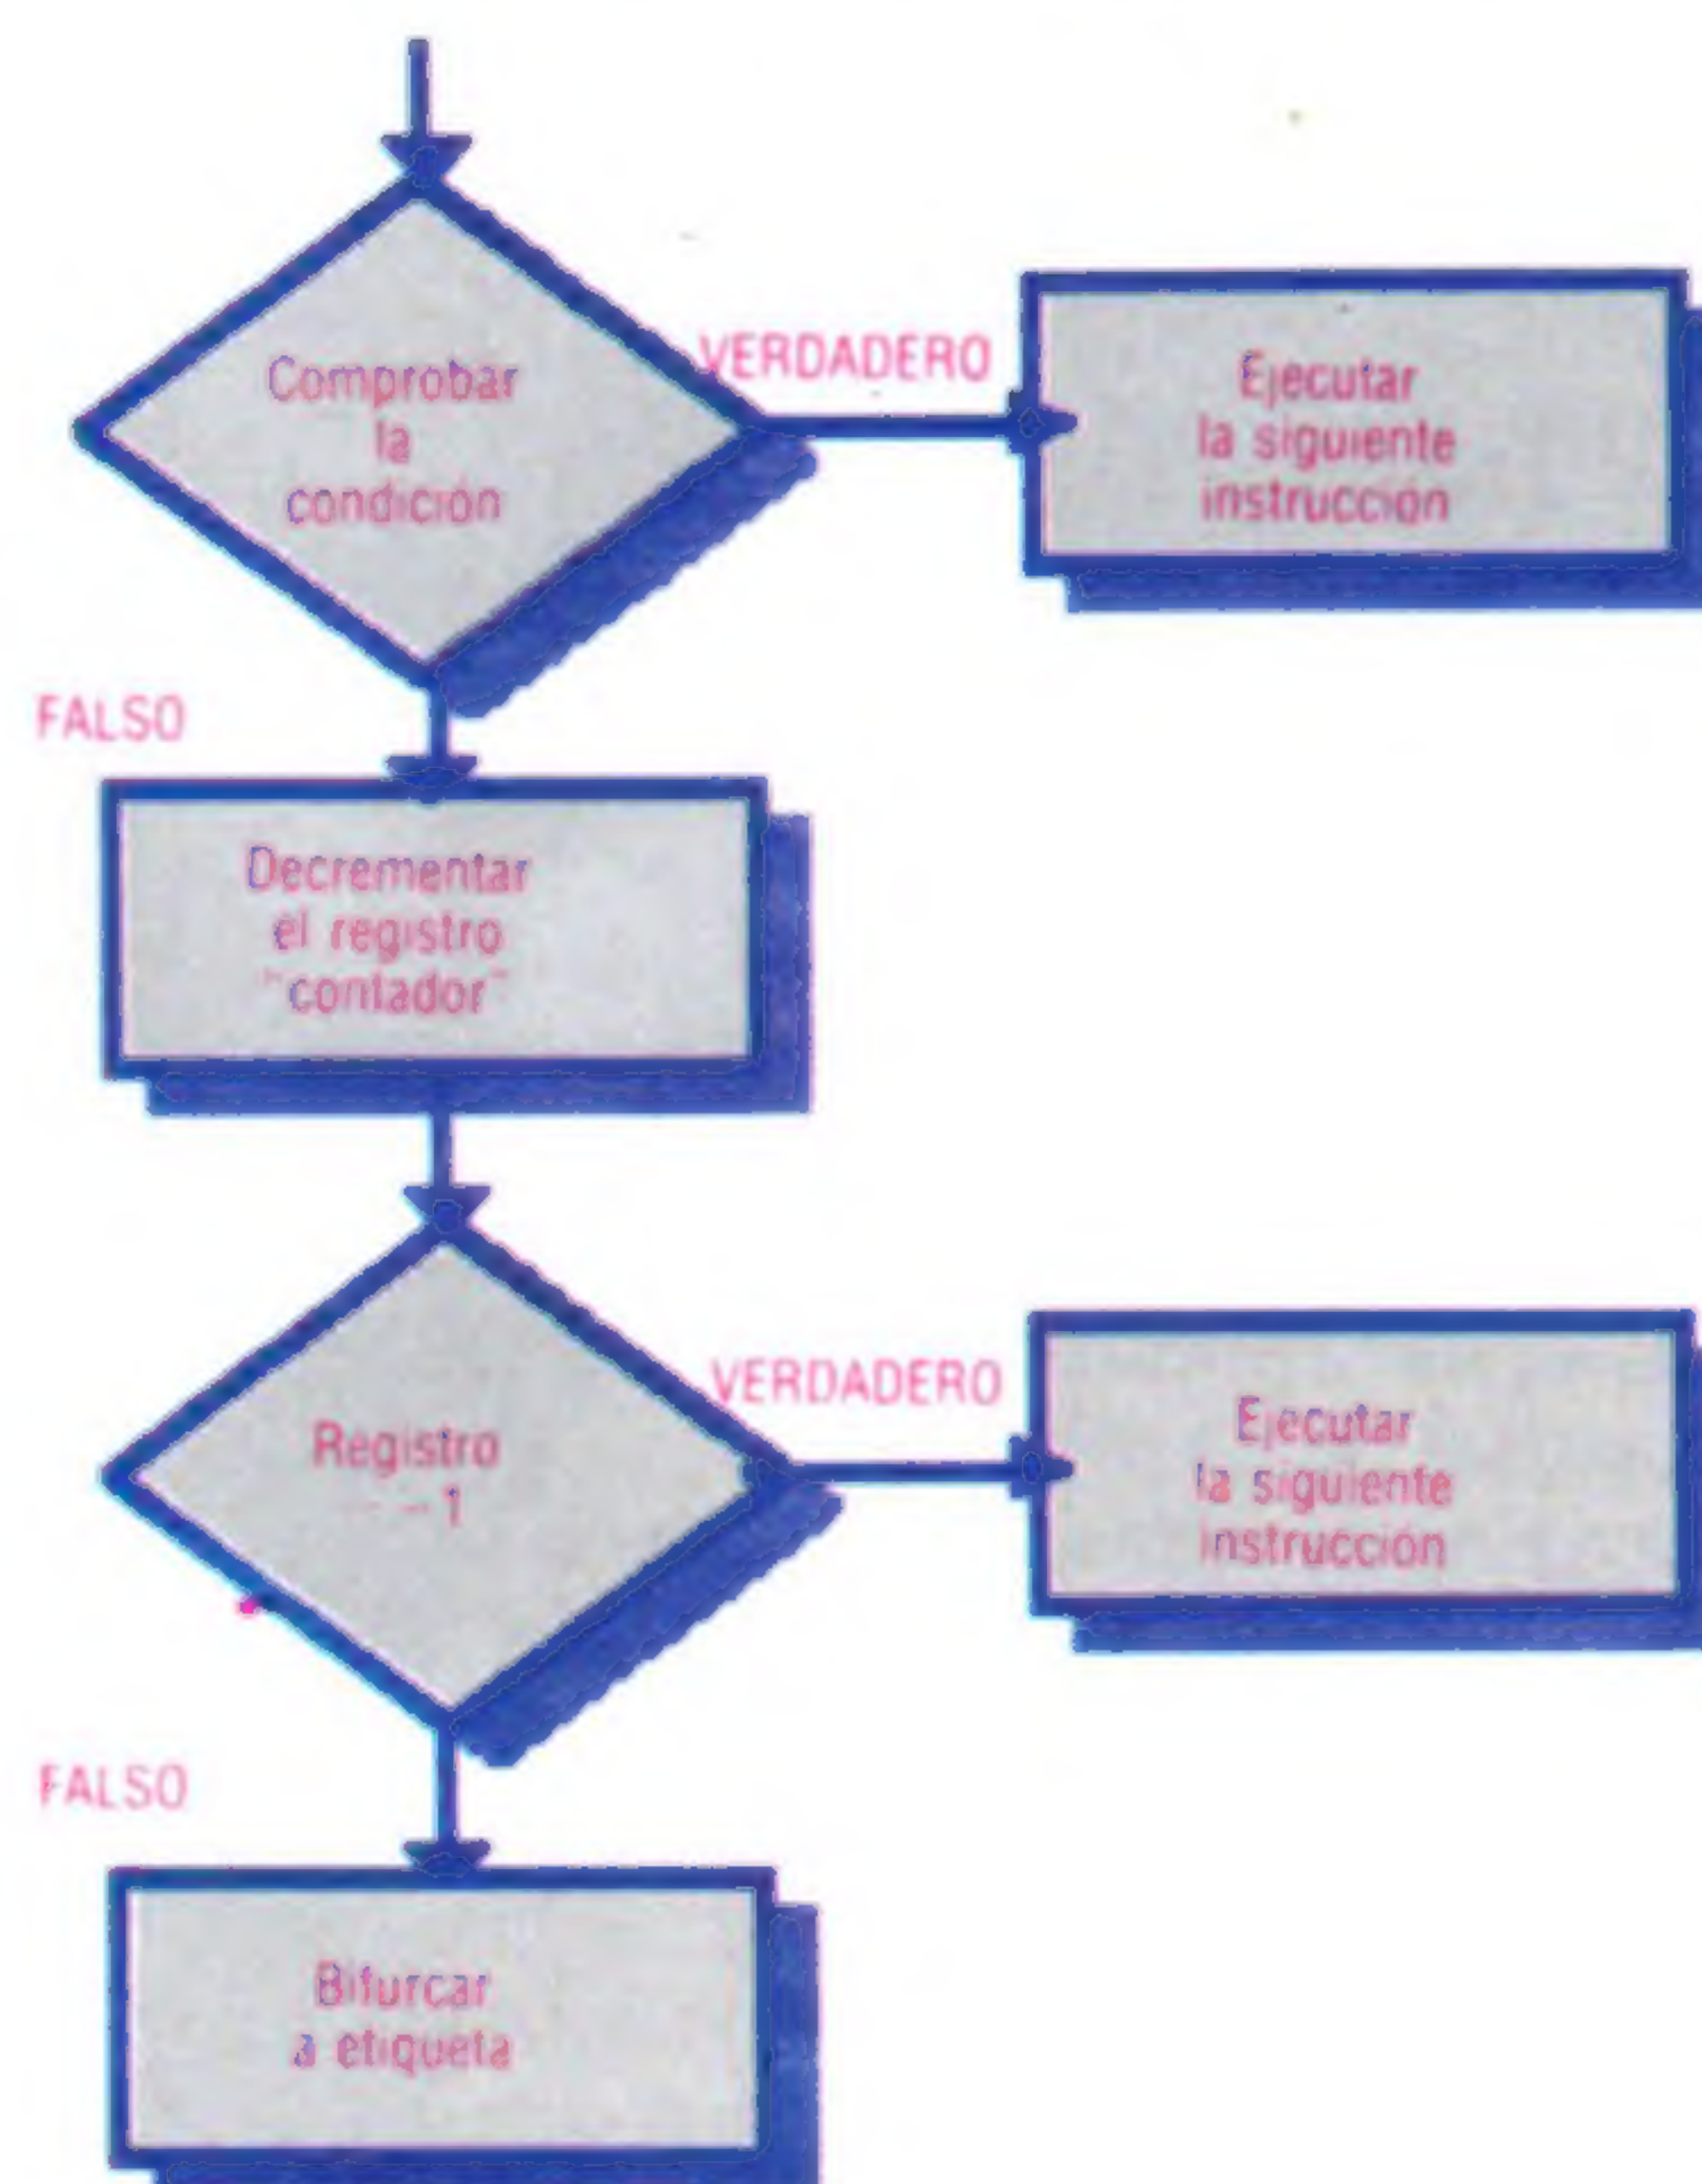 Comprobar
la
condición
VERDADERO
Ejecutar
la siguiente
instrucción
FALSO
Decrementar
el registro
"contador"
Registro
- - 1
VERDADERO
Ejecutar
la siguiente
instrucción
FALSO
Bifurcar
a etiqueta